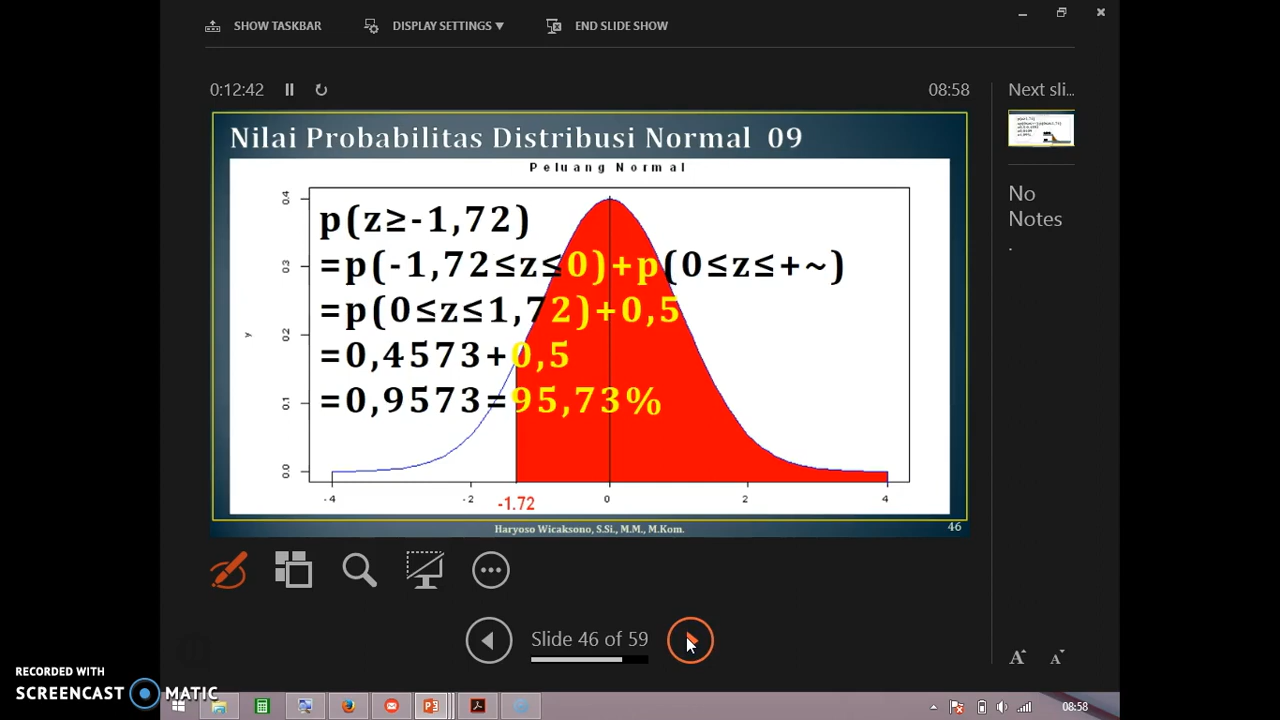 SHOW TASKBAR
DISPLAY SETTINGS ▼
END SLIDE SHOW
0:12:42
08:58
Next sli...
Nilai Probabilitas Distribusi Normal 09
Peluang Normal
p(z≥-1,72)
=p(-1,72≤z≤0)+p(0≤z≤+~)
=p(0≤z≤1,72)+0,5
=0,4573+0,5
=0,9573=95,73%
0.4
0.3
0.2
0.1
0.0
y
-4
-2
0
2
4
-1.72
Haryoso Wicaksono, S.Si., M.M., M.Kom.
46
No
Notes
.
Slide 46 of 59
A A
RECORDED WITH
SCREENCAST MATIC
08:58